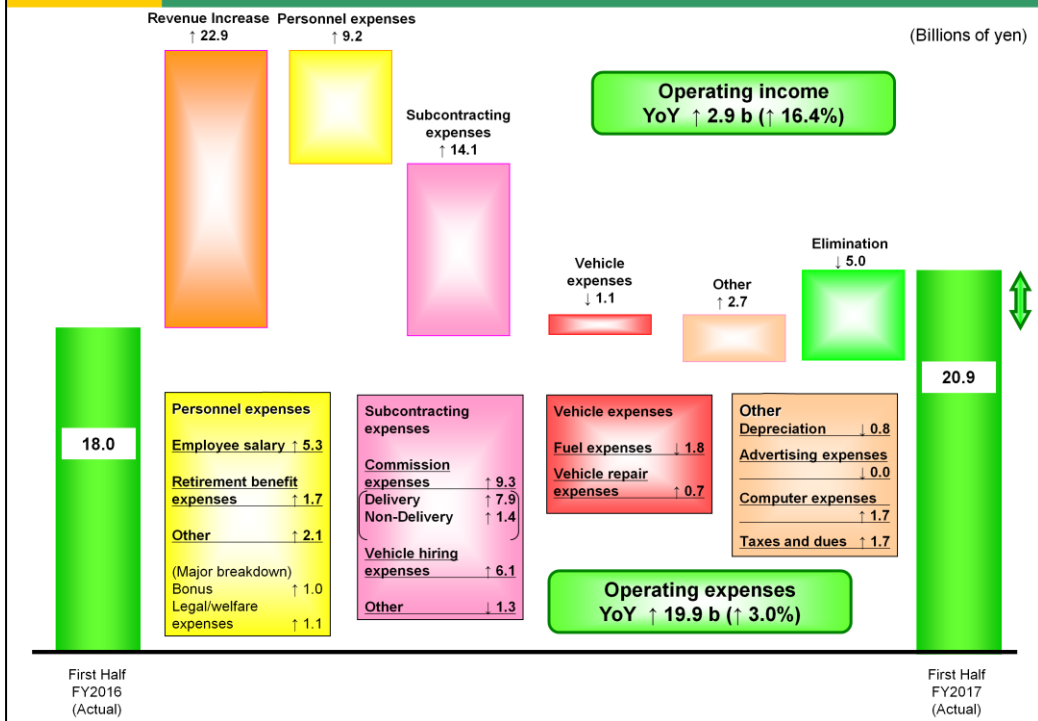 Revenue Increase
↑ 22.9
Personnel expenses
↑ 9.2
(Billions of yen)
Operating income
YoY ↑ 2.9 b (↑ 16.4%)
Subcontracting
expenses
↑ 14.1
Vehicle
expenses
↓ 1.1
Other
↑ 2.7
Elimination
↓ 5.0
18.0
20.9
Personnel expenses
Employee salary ↑ 5.3
Retirement benefit
expenses ↑ 1.7
Other ↑ 2.1
(Major breakdown)
Bonus ↑ 1.0
Legal/welfare
expenses ↑ 1.1
Subcontracting
expenses
Commission
expenses ↑ 9.3
Delivery ↑ 7.9
Non-Delivery ↑ 1.4
Vehicle hiring
expenses ↑ 6.1
Other ↓ 1.3
Vehicle expenses
Fuel expenses ↓ 1.8
Vehicle repair
expenses ↑ 0.7
Other
Depreciation ↓ 0.8
Advertising expenses
↓ 0.0
Computer expenses
↑ 1.7
Taxes and dues ↑ 1.7
Operating expenses
YoY ↑ 19.9 b (↑ 3.0%)
First Half
FY2016
(Actual)
First Half
FY2017
(Actual)